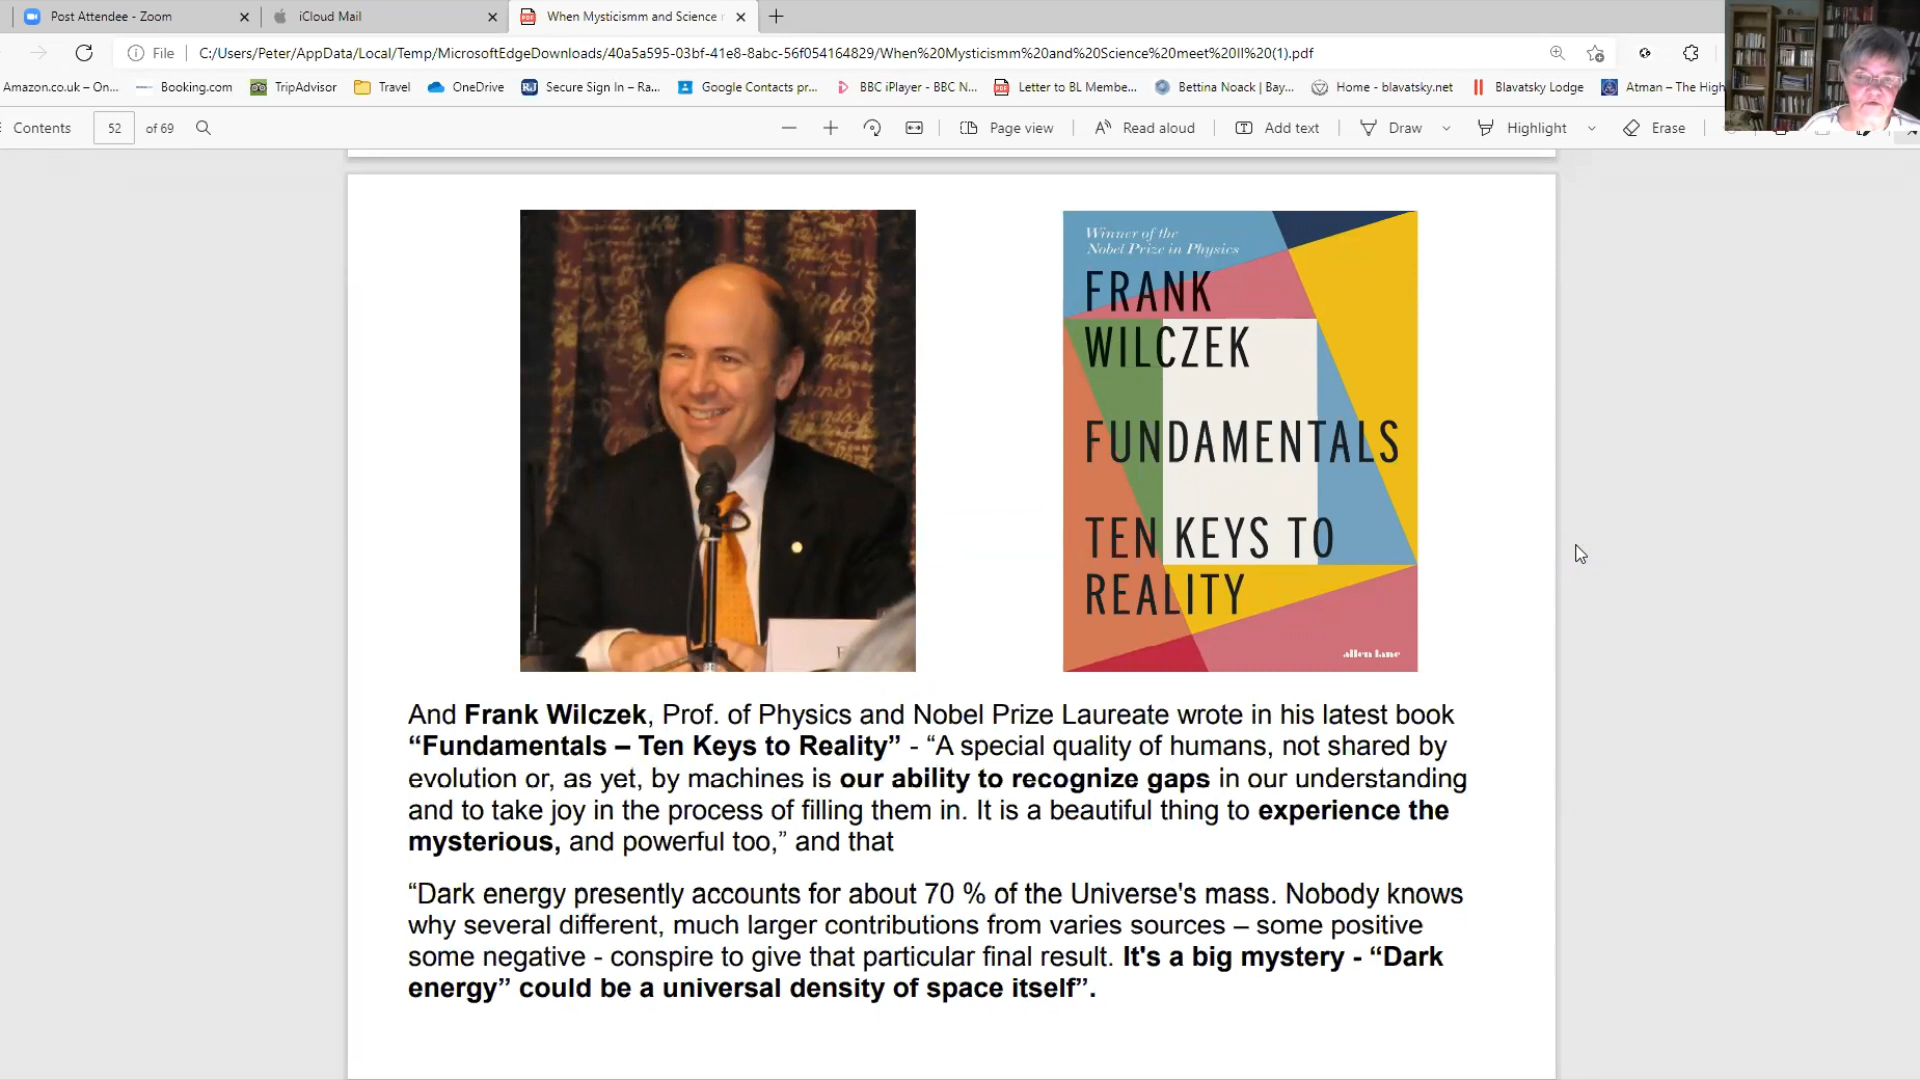 Post Attendee - Zoom
iCloud Mail
When Mysticismm and Science
File
C:/Users/Peter/AppData/Local/Temp/MicrosoftEdgeDownloads/40a5a595-03bf-41e8-8abc-56f054164829/When%20Mysticismm%20and%20Science%20meet%20II%20(1).pdf
Amazon.co.uk – On...
Booking.com
TripAdvisor
Travel
OneDrive
Secure Sign In – Ra...
Google Contacts pr...
BBC iPlayer - BBC N...
Letter to BL Membe...
Bettina Noack | Bay...
Home - blavatsky.net
Blavatsky Lodge
Atman – The High
Contents
52
of 69
Page view
Read aloud
Add text
Draw
Highlight
Erase
Winner of the
Nobel Prize in Physics
FRANK
WILCZEK
FUNDAMENTALS
TEN KEYS TO
REALITY
allen lane
And Frank Wilczek, Prof. of Physics and Nobel Prize Laureate wrote in his latest book
“Fundamentals – Ten Keys to Reality” - “A special quality of humans, not shared by
evolution or, as yet, by machines is our ability to recognize gaps in our understanding
and to take joy in the process of filling them in. It is a beautiful thing to experience the
mysterious, and powerful too,” and that
“Dark energy presently accounts for about 70 % of the Universe's mass. Nobody knows
why several different, much larger contributions from varies sources – some positive
some negative - conspire to give that particular final result. It's a big mystery - “Dark
energy” could be a universal density of space itself”.